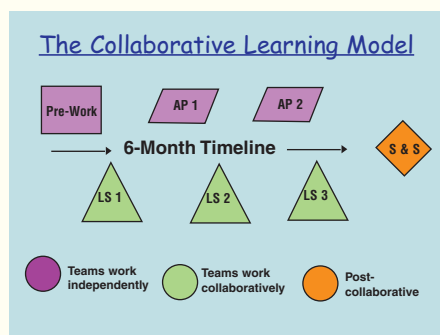 The Collaborative Learning Model
Pre-Work
AP 1
AP 2
6-Month Timeline
S & S
LS 1
LS 2
LS 3
Teams work
independently
Teams work
collaboratively
Post-
collaborative